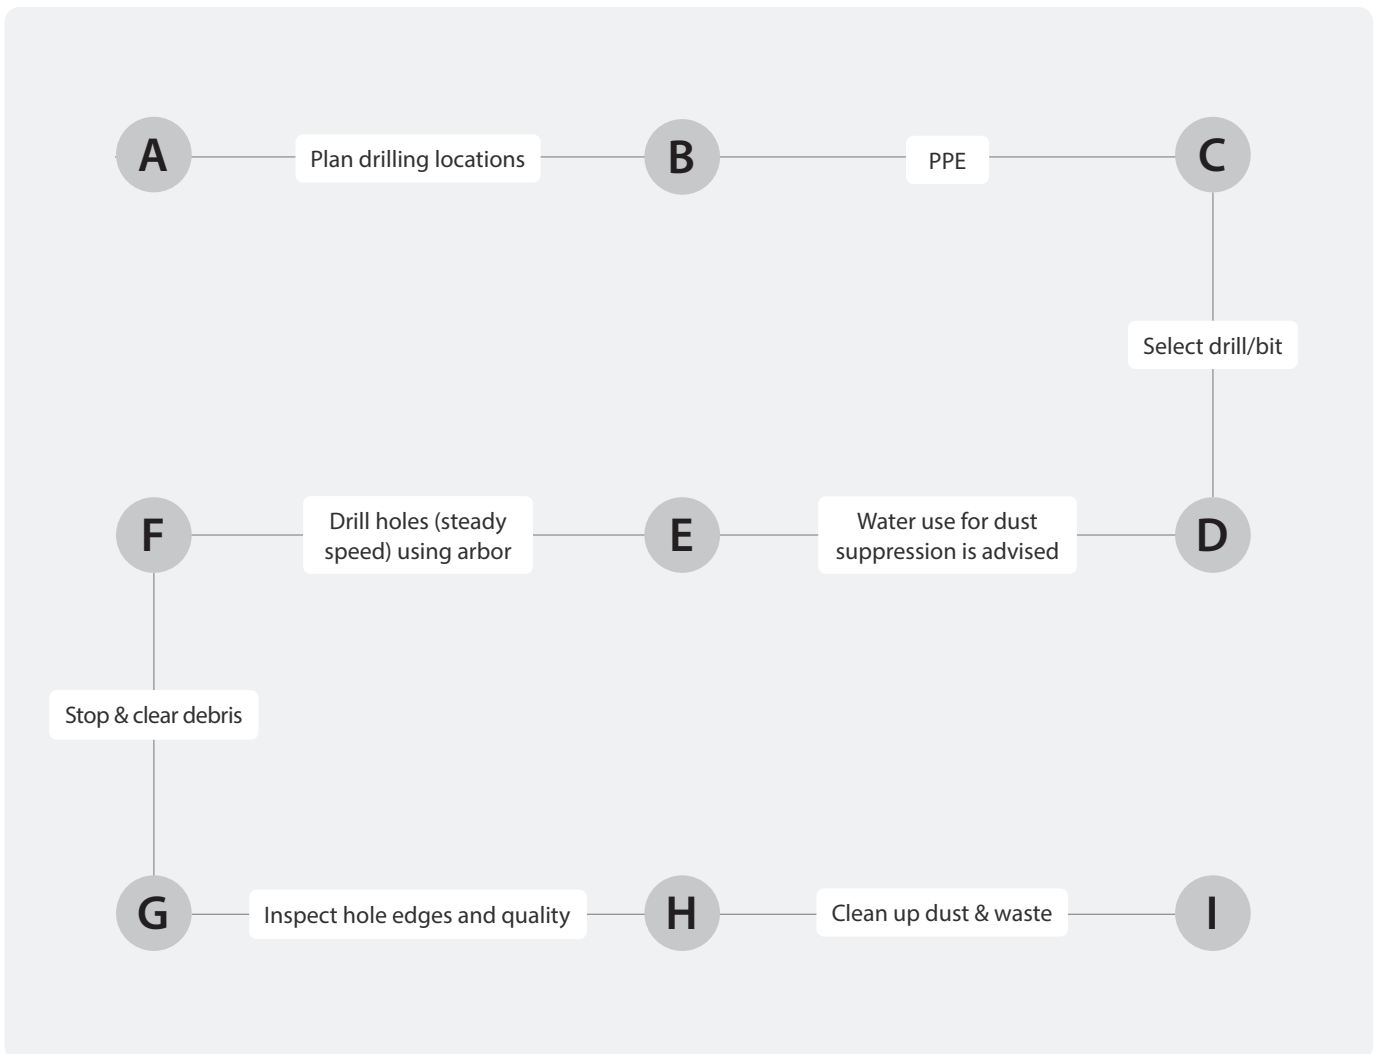 A
Plan drilling locations
B
PPE
C
Select drill/bit
D
Water use for dust
suppression is advised
E
Drill holes (steady
speed) using arbor
F
Stop & clear debris
G
Inspect hole edges and quality
H
Clean up dust & waste
I